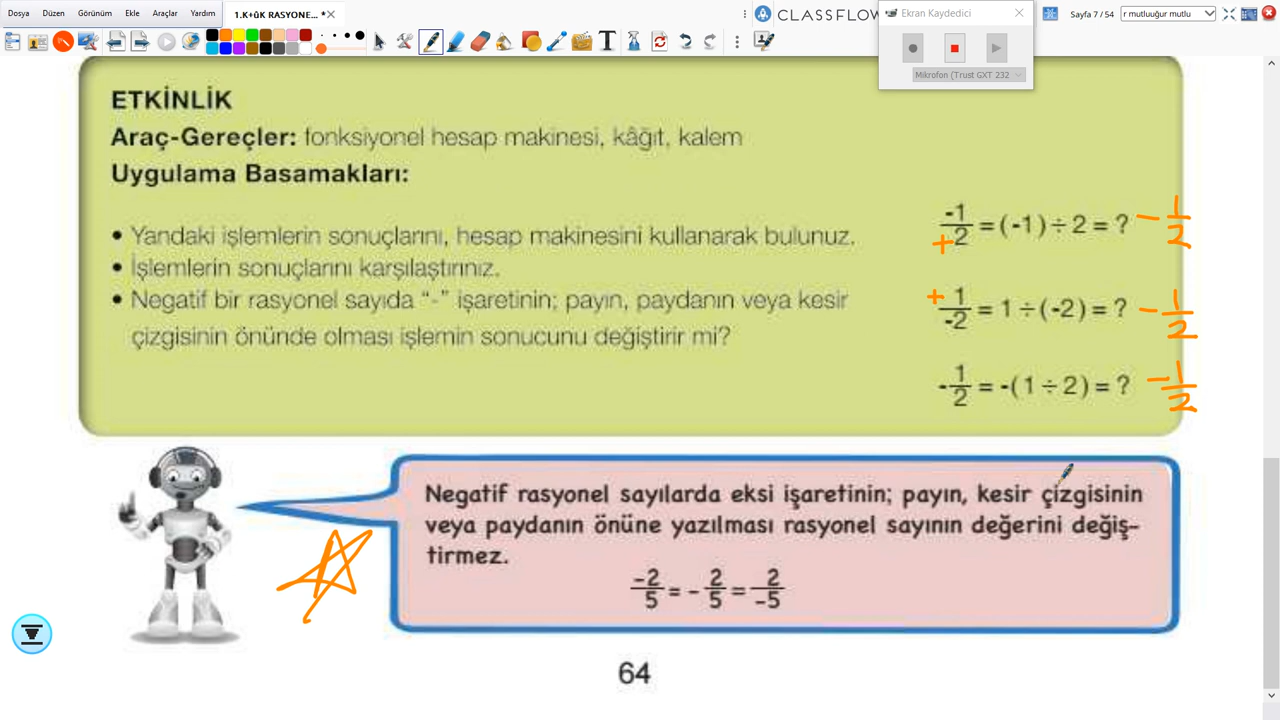 Dosya Düzen Görünüm Ekle Araçlar Yardım 1.K+ûK RASYONE... *
CLASSFLOW
Ekran Kaydedici
Sayfa 7 / 54
r mutluuğur mutlu
Mikrofon (Trust GXT 232
ETKİNLİK
Araç-Gereçler: fonksiyonel hesap makinesi, kâğıt, kalem
Uygulama Basamakları:
• Yandaki işlemlerin sonuçlarını, hesap makinesini kullanarak bulunuz.
• İşlemlerin sonuçlarını karşılaştırınız.
• Negatif bir rasyonel sayıda “-” işaretinin; payın, paydanın veya kesir
çizgisinin önünde olması işlemin sonucunu değiştirir mi?
-1/+2 = (-1) ÷ 2 = ? -1/2
+1/-2 = 1 ÷ (-2) = ? -1/2
-1/2 = -(1 ÷ 2) = ? -1/2
Negatif rasyonel sayılarda eksi işaretinin; payın, kesir çizgisinin
veya paydanın önüne yazılması rasyonel sayının değerini değiş-
tirmez.
-2/5 = - 2/5 = 2/-5
64